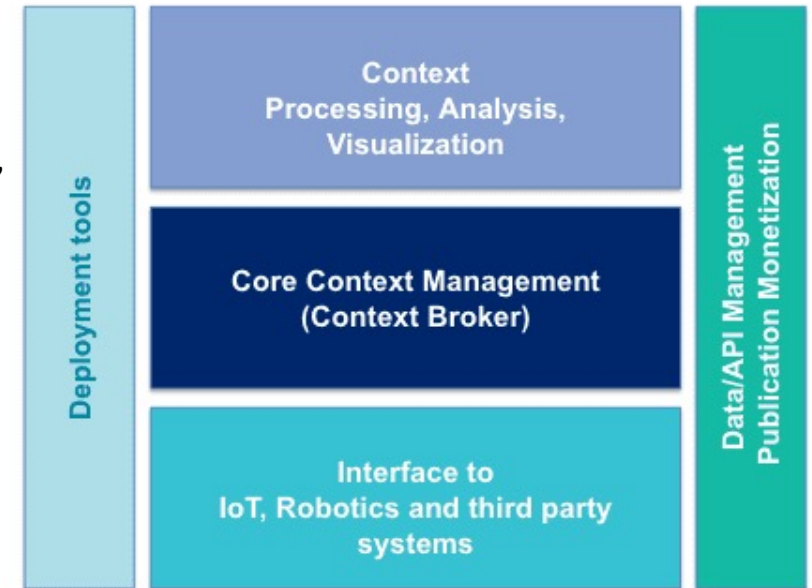 Deployment tools
Context
Processing, Analysis,
Visualization
Core Context Management
(Context Broker)
Interface to
IoT, Robotics and third party
systems
Data/API Management
Publication Monetization